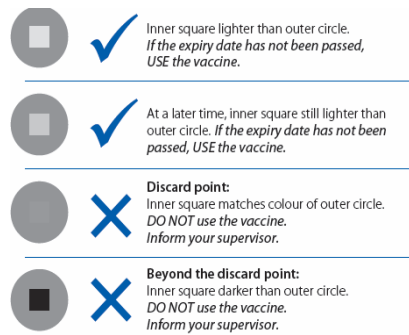 Inner square lighter than outer circle.
If the expiry date has not been passed,
USE the vaccine.
At a later time, inner square still lighter than
outer circle. If the expiry date has not been
passed, USE the vaccine.
Discard point:
Inner square matches colour of outer circle.
DO NOT use the vaccine.
Inform your supervisor.
Beyond the discard point:
Inner square darker than outer circle.
DO NOT use the vaccine.
Inform your supervisor.